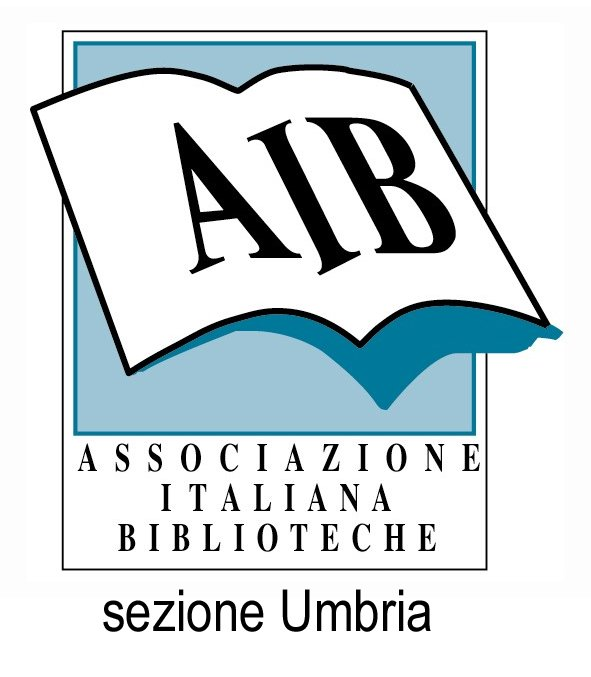 AIB
ASSOCIAZIONE
ITALIANA
BIBLIOTECHE
sezione Umbria